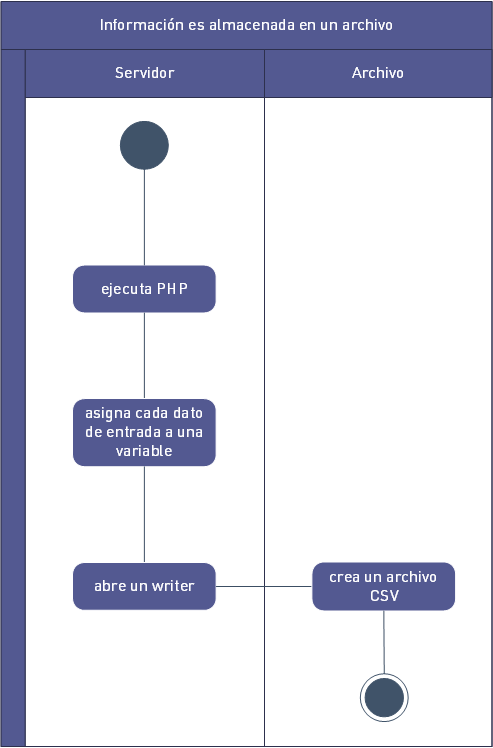 Información es almacenada en un archivo
Servidor
Archivo
ejecuta PHP
asigna cada dato
de entrada a una
variable
abre un writer
crea un archivo
CSV